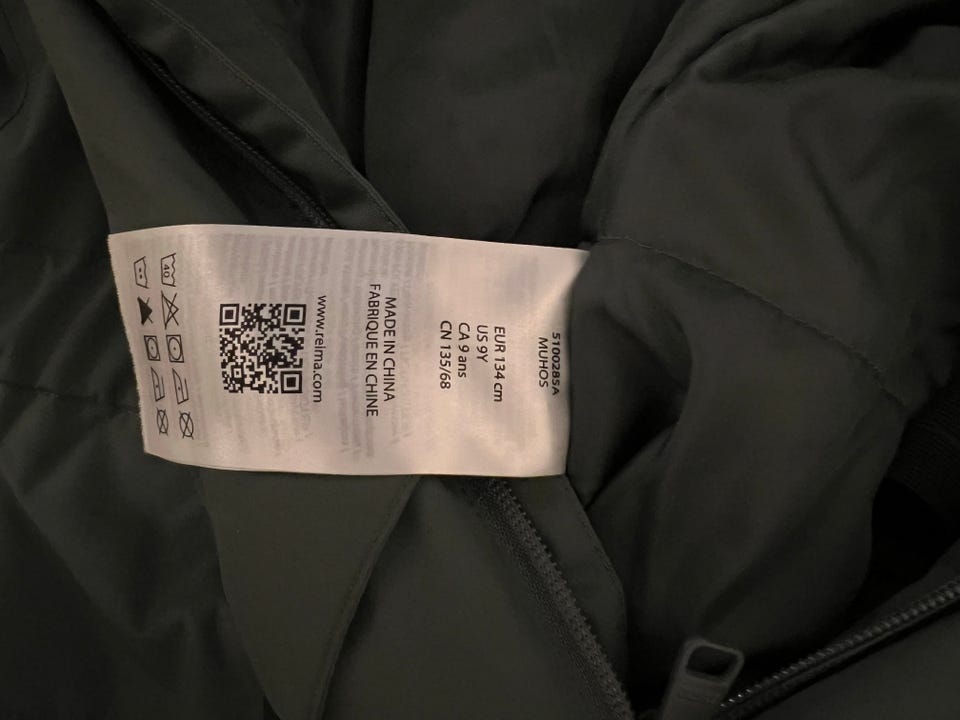 5100285A
MUHOS
EUR 134 cm
US 9Y
CA 9 ans
CN 135/68
MADE IN CHINA
FABRIQUE EN CHINE
www.reima.com
40